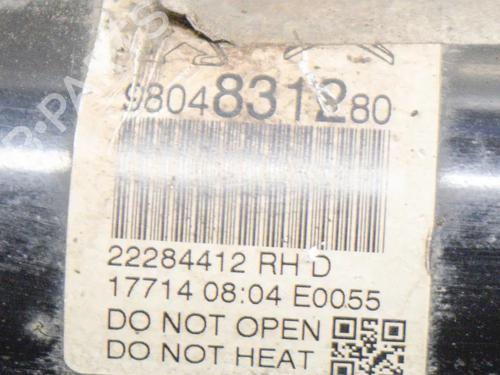 9804831280
22284412 RH D
17714 08:04 E0055
DO NOT OPEN
DO NOT HEAT